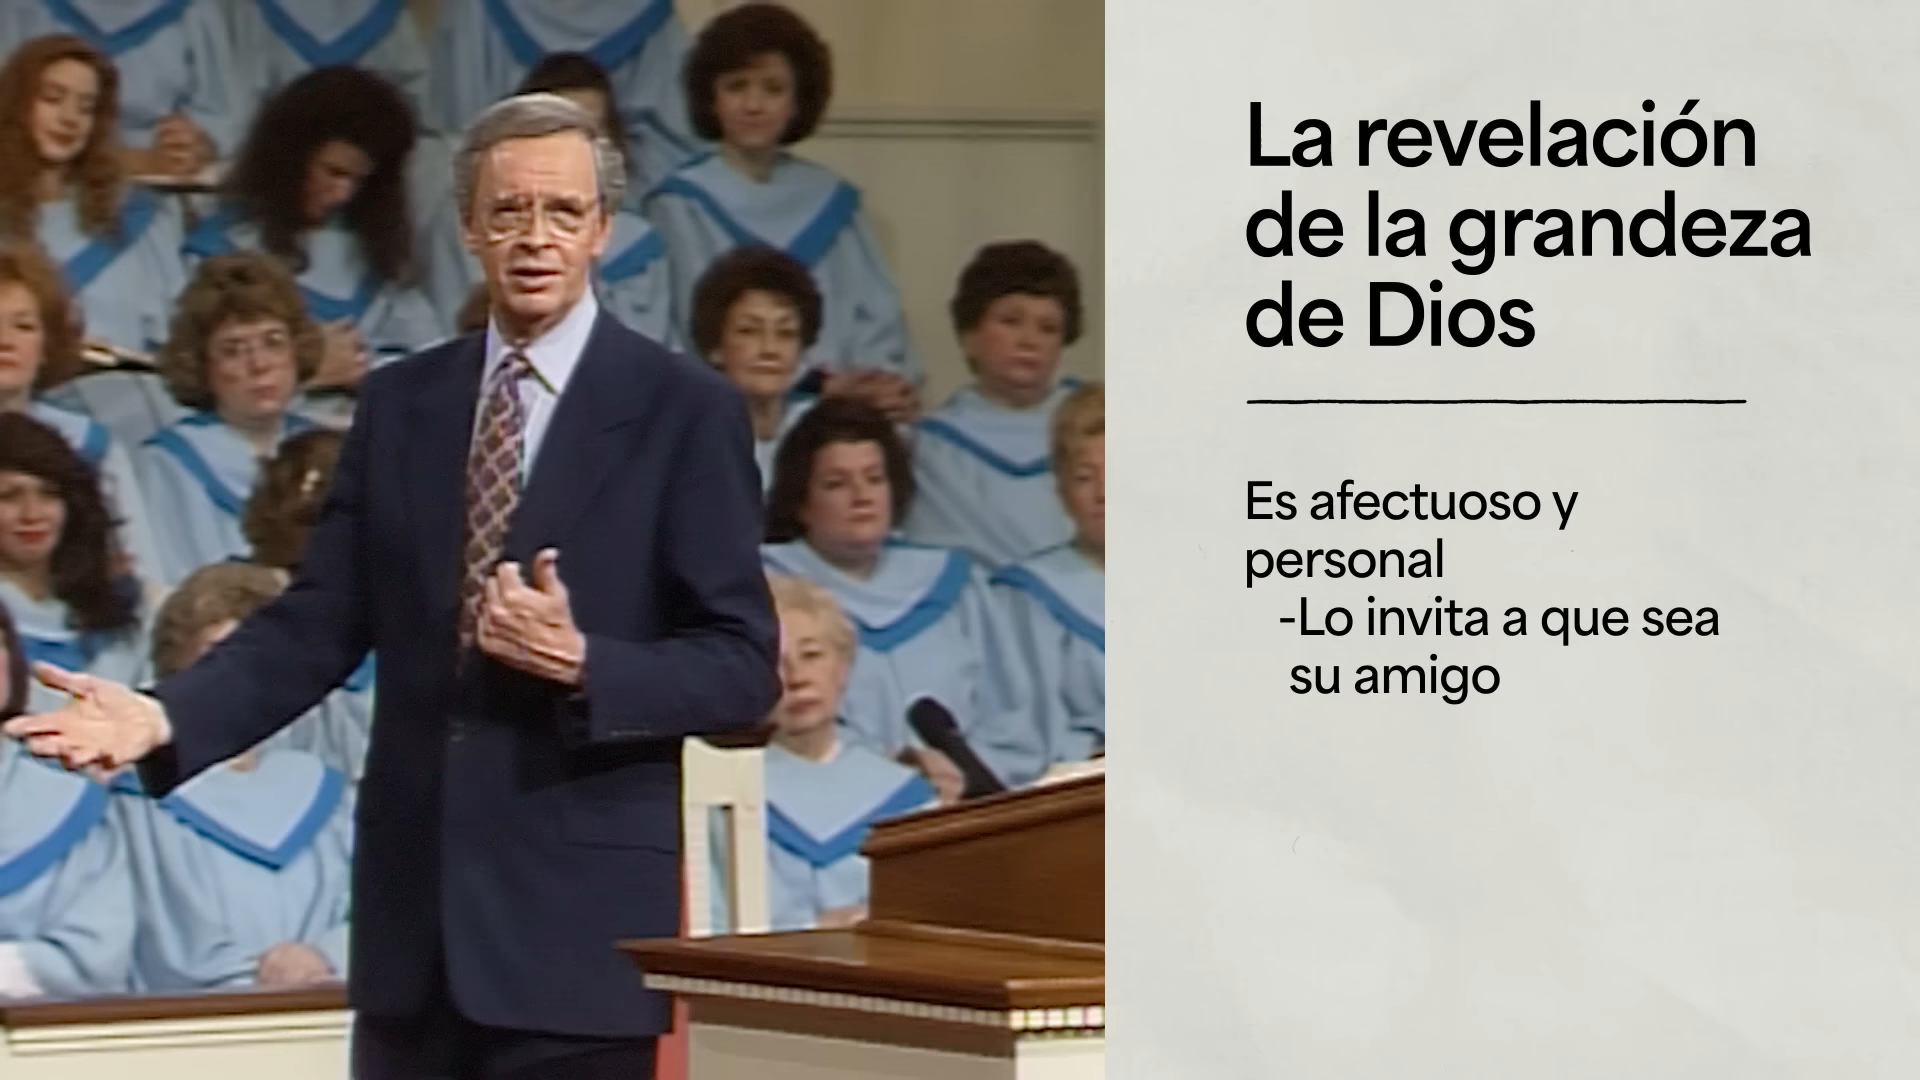 La revelación
de la grandeza
de Dios
Es afectuoso y
personal
-Lo invita a que sea
su amigo